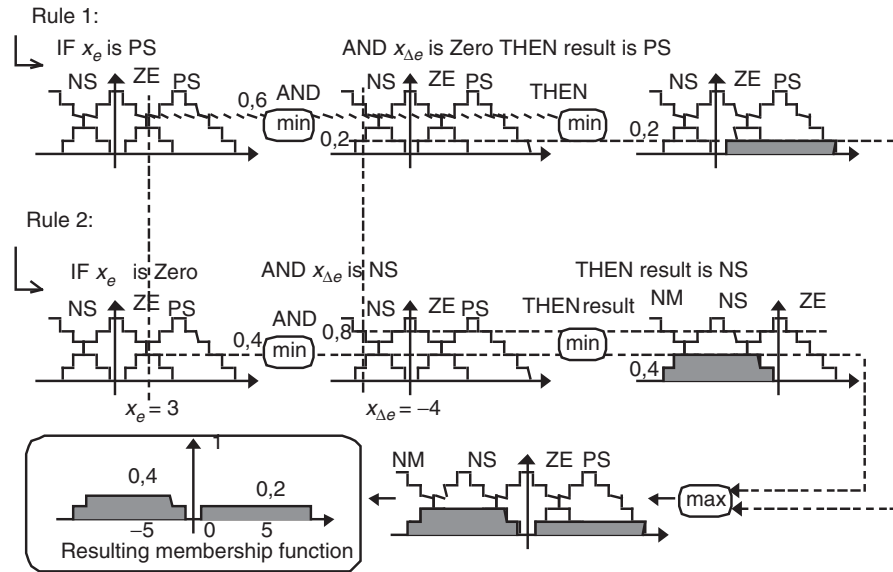 Rule 1:
IF xₑ is PS
AND x_Δe is Zero THEN result is PS
NS ZE PS
0,6
AND
min
NS ZE PS
0,2
THEN
min
NS ZE PS
0,2
Rule 2:
IF xₑ is Zero
AND x_Δe is NS
THEN result is NS
NS ZE PS
0,4
AND
min
NS ZE PS
0,8
THEN result
min
NM NS ZE
0,4
xₑ = 3
x_Δe = −4
1
0,4
0,2
−5 0 5
Resulting membership function
NM NS ZE PS
max